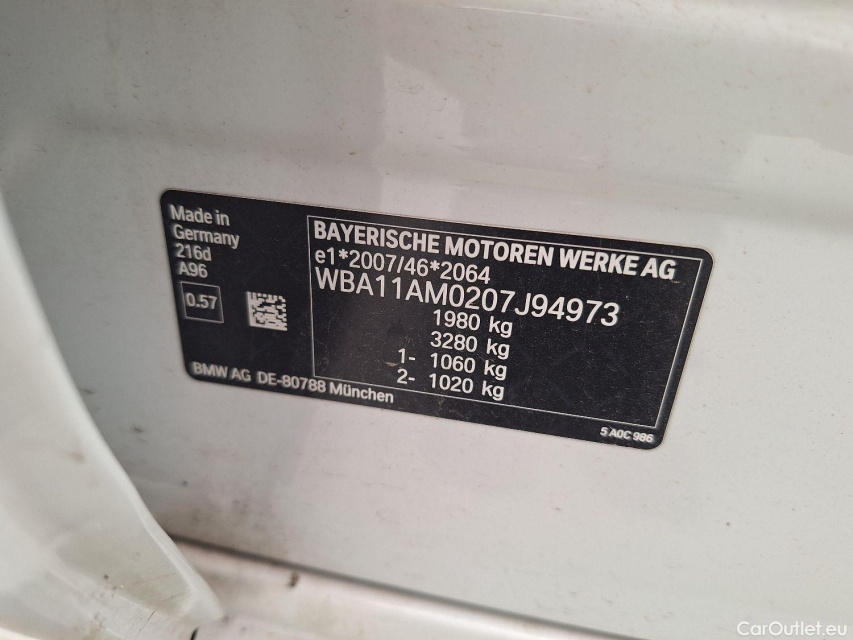 Made in
Germany
216d
A96
0.57
BMW AG DE-80788 München
BAYERISCHE MOTOREN WERKE AG
e1*2007/46*2064
WBA11AM0207J94973
1980 kg
3280 kg
1- 1060 kg
2- 1020 kg
5 A0C 986
CarOutlet.eu